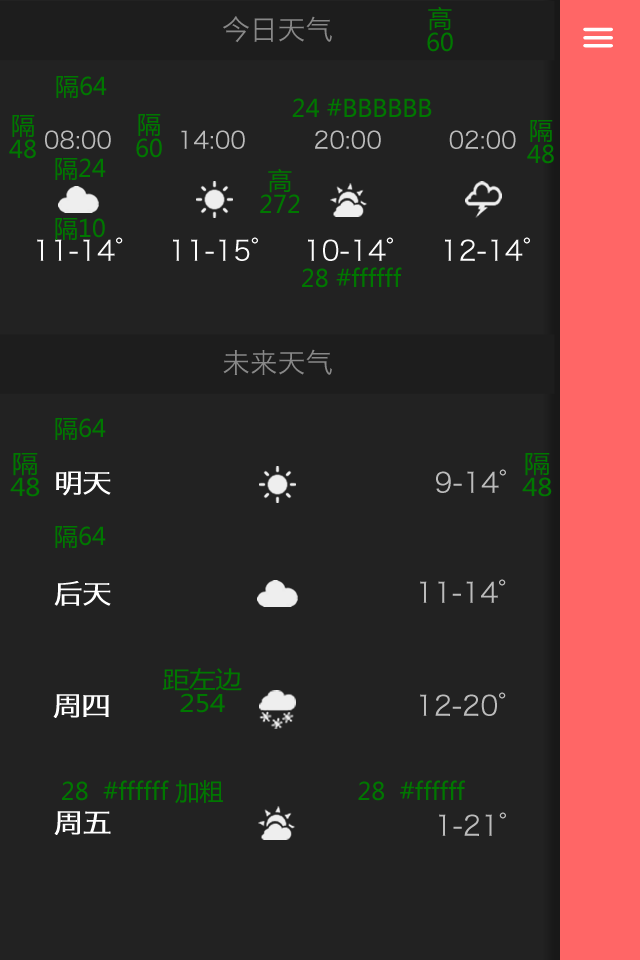 今日天气
高
60
隔64
24 #BBBBBB
隔
48
08:00
隔
60
14:00
20:00
02:00
隔
48
隔24
高
272
隔10
11-14°
11-15°
10-14°
12-14°
28 #ffffff
未来天气
隔64
隔
48
明天
9-14°
隔
48
隔64
后天
11-14°
距左边
254
周四
12-20°
28 #ffffff 加粗
28 #ffffff
周五
1-21°